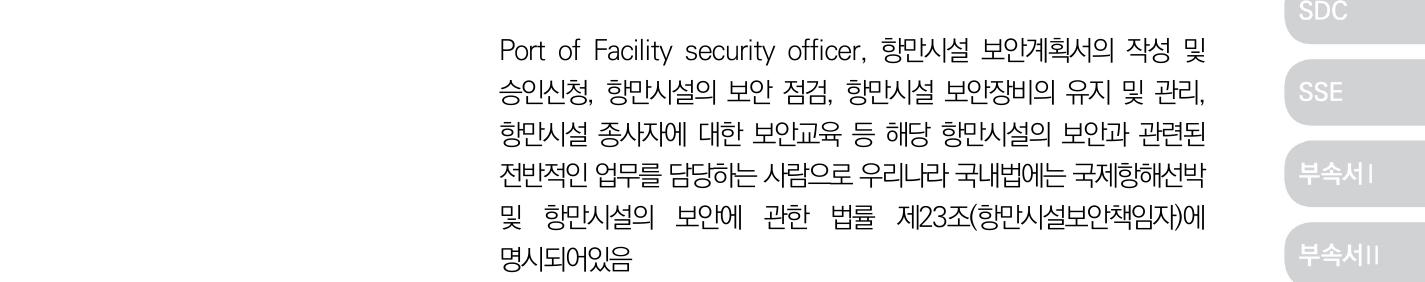 Port of Facility security officer, 항만시설 보안계획서의 작성 및
승인신청, 항만시설의 보안 점검, 항만시설 보안장비의 유지 및 관리,
항만시설 종사자에 대한 보안교육 등 해당 항만시설의 보안과 관련된
전반적인 업무를 담당하는 사람으로 우리나라 국내법에는 국제항해선박
및 항만시설의 보안에 관한 법률 제23조(항만시설보안책임자)에
명시되어있음
SDC
SSE
부속서 I
부속서 II